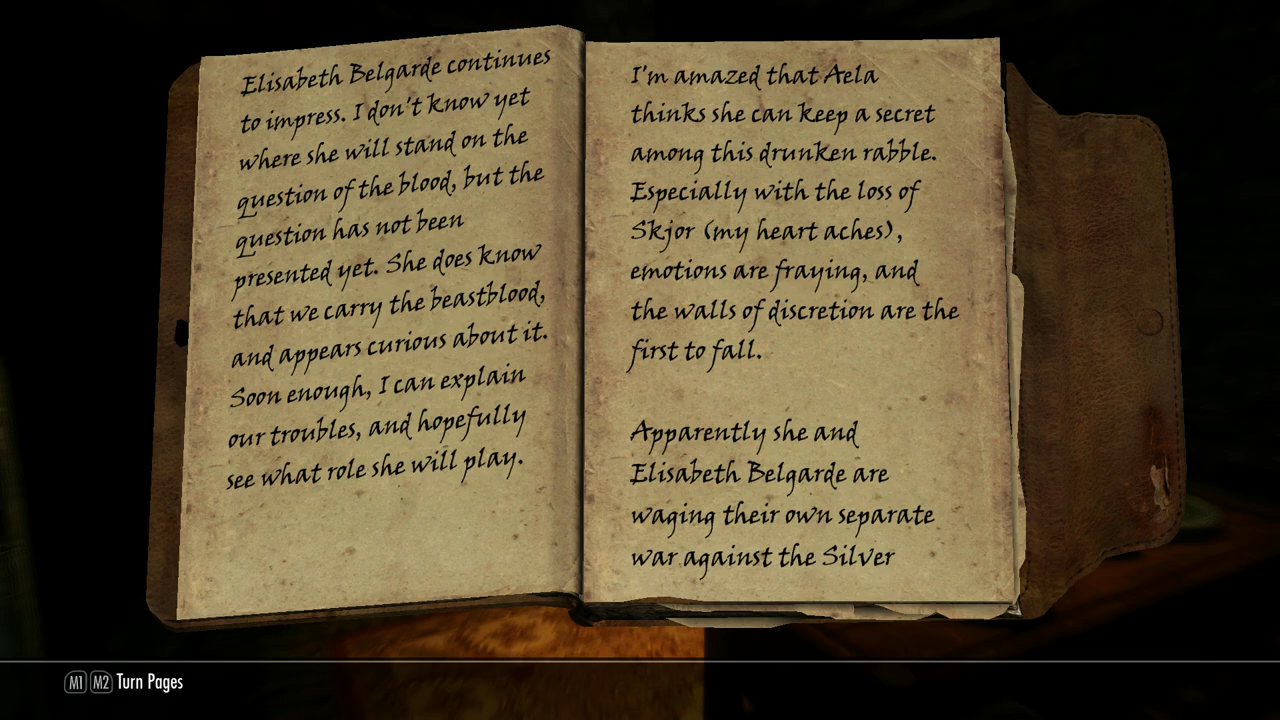 Elisabeth Belgarde continues
to impress. I don't know yet
where she will stand on the
question of the blood, but the
question has not been
presented yet. She does know
that we carry the beastblood,
and appears curious about it.
Soon enough, I can explain
our troubles, and hopefully
see what role she will play.
I'm amazed that Aela
thinks she can keep a secret
among this drunken rabble.
Especially with the loss of
Skjor (my heart aches),
emotions are fraying, and
the walls of discretion are the
first to fall.
Apparently she and
Elisabeth Belgarde are
waging their own separate
war against the Silver
M1 M2 Turn Pages